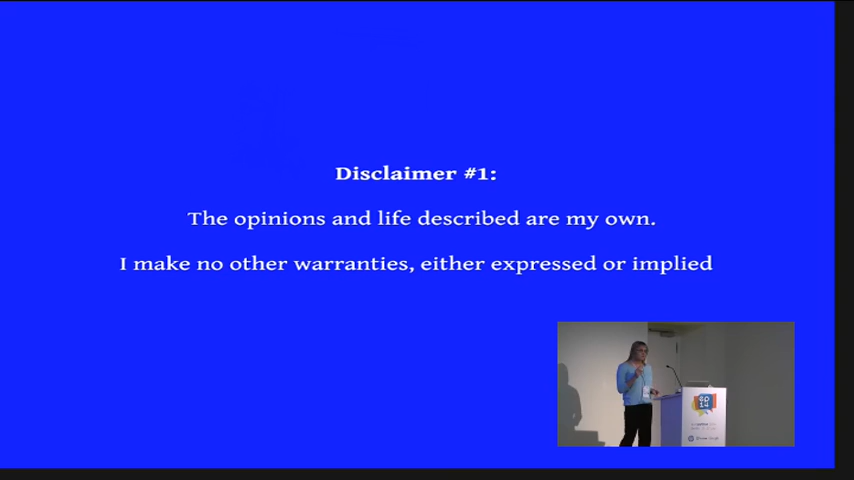 Disclaimer #1:
The opinions and life described are my own.
I make no other warranties, either expressed or implied